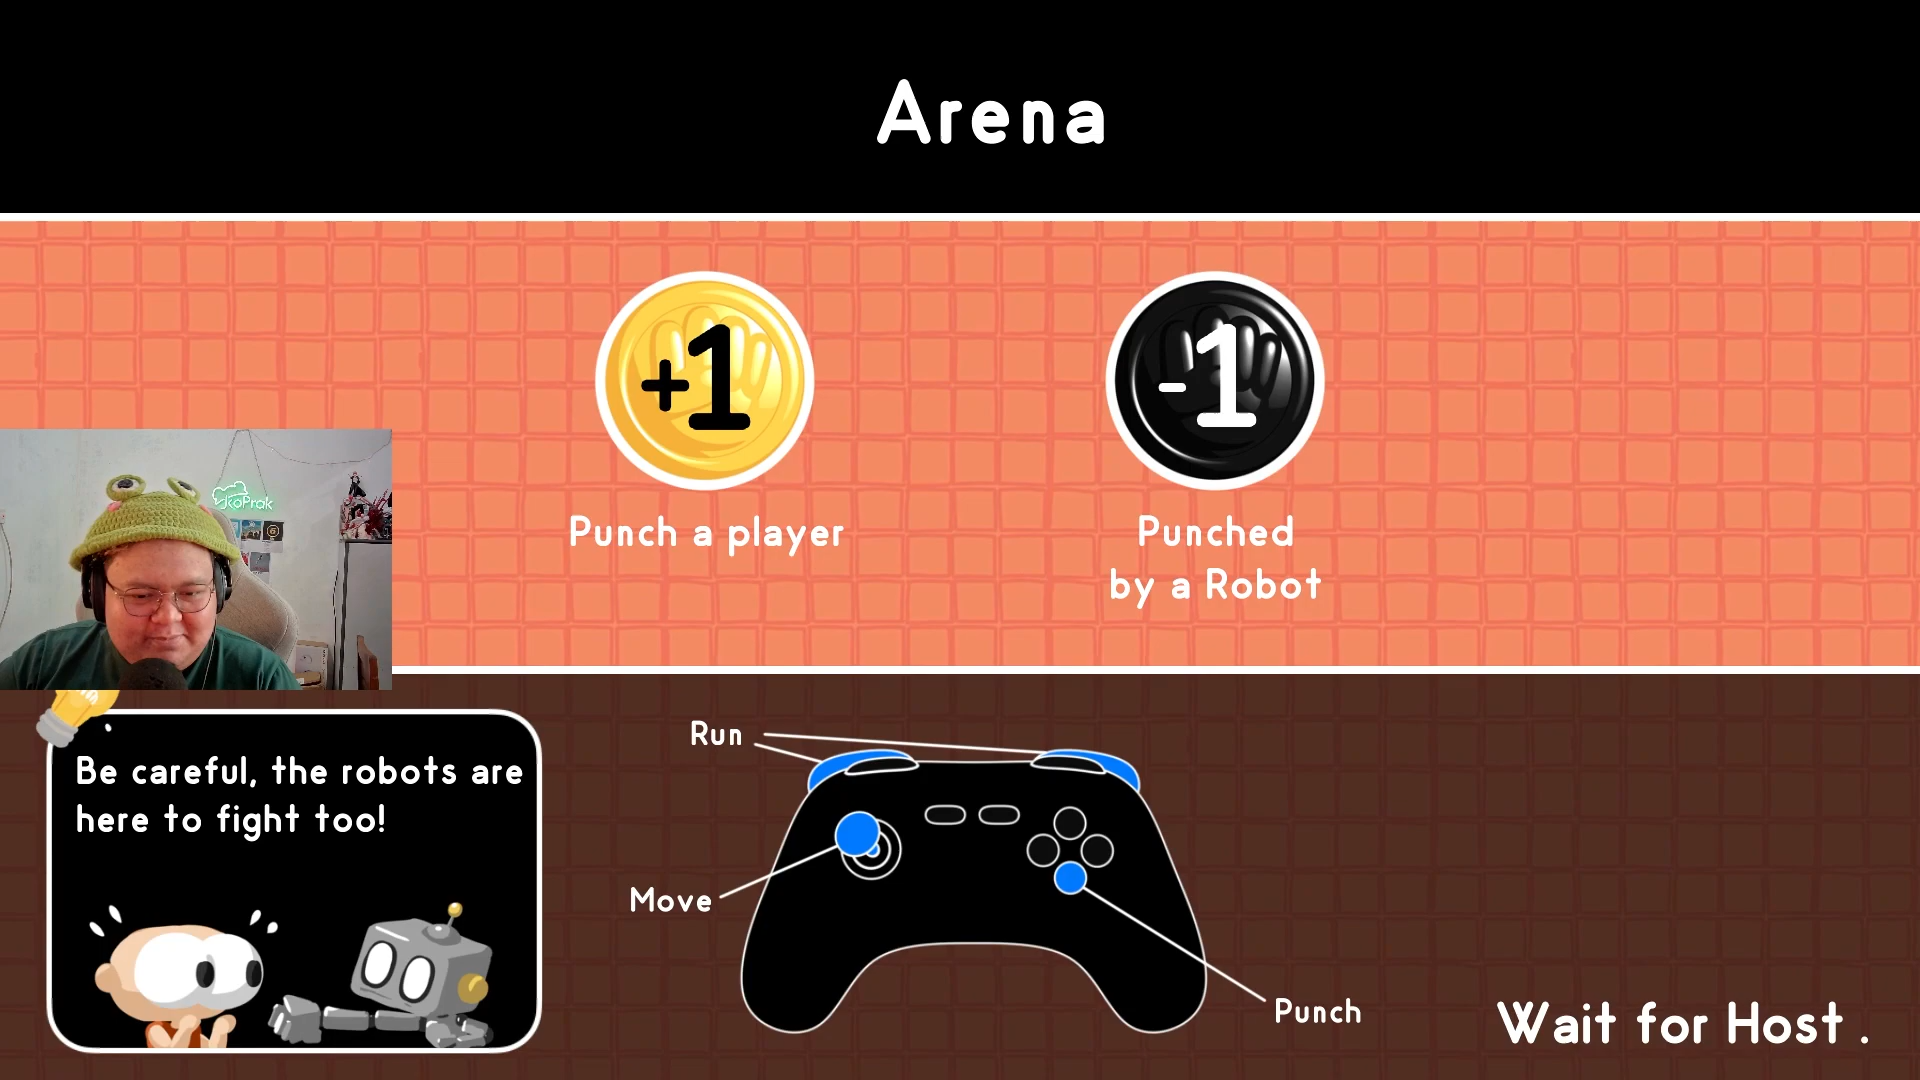 Arena
+1
-1
Punch a player
Punched
by a Robot
Be careful, the robots are
here to fight too!
Run
Move
Punch
Wait for Host .